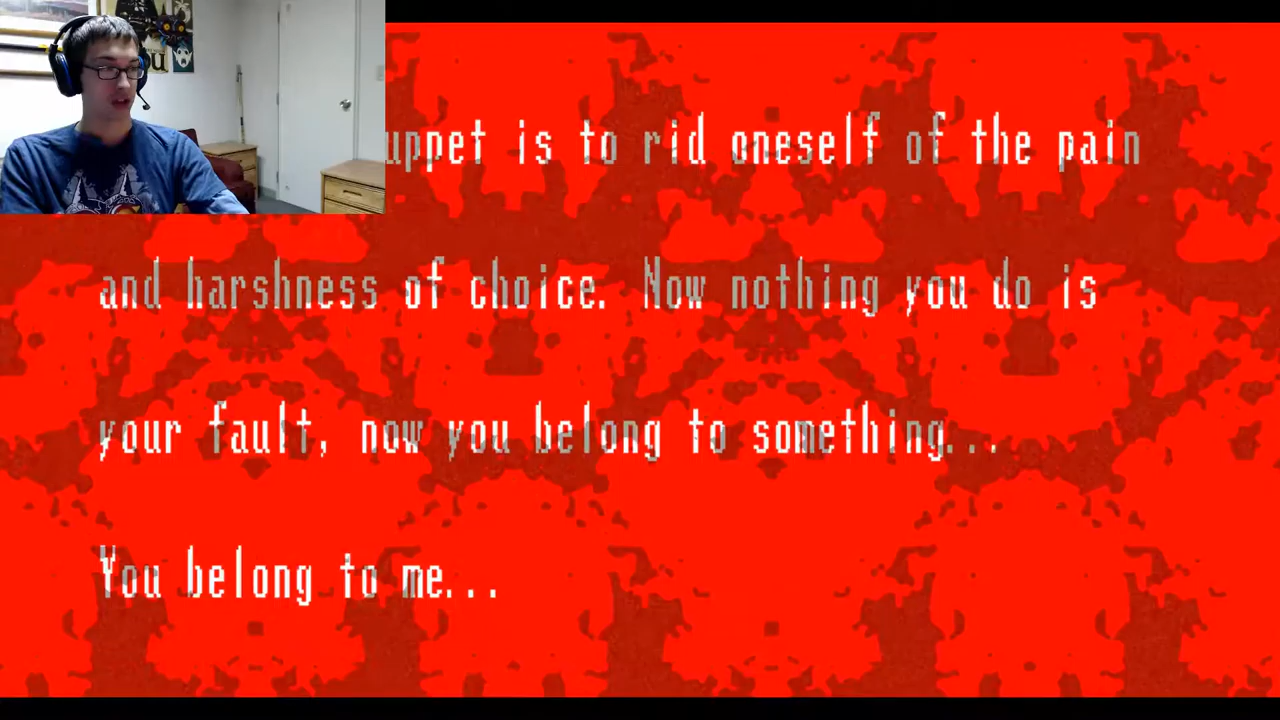 uppet is to rid oneself of the pain
and harshness of choice. Now nothing you do is
your fault, now you belong to something...
You belong to me...